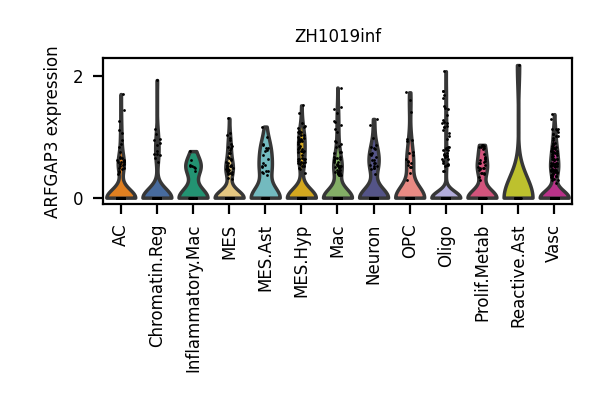 ZH1019inf
ARFGAP3 expression
2
0
AC
Chromatin.Reg
Inflammatory.Mac
MES
MES.Ast
MES.Hyp
Mac
Neuron
OPC
Oligo
Prolif.Metab
Reactive.Ast
Vasc